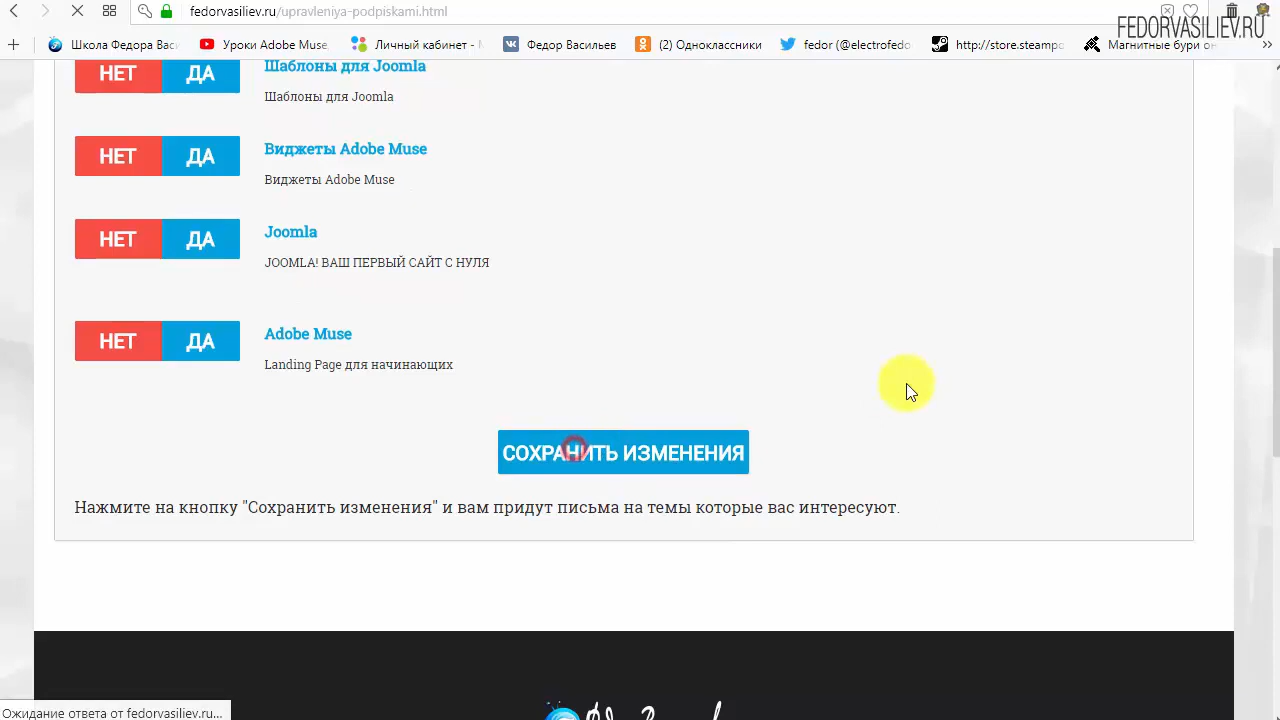 fedorvasiliev.ru/upravleniya-podpiskami.html
FEDORVASILIEV.RU
Школа Федора Васи
Уроки Adobe Muse,
Личный кабинет -
Федор Васильев
(2) Одноклассники
fedor (@electrofedo
http://store.steampo
Магнитные бури он
НЕТ ДА Шаблоны для Joomla
Шаблоны для Joomla
НЕТ ДА Виджеты Adobe Muse
Виджеты Adobe Muse
НЕТ ДА Joomla
JOOMLA! ВАШ ПЕРВЫЙ САЙТ С НУЛЯ
НЕТ ДА Adobe Muse
Landing Page для начинающих
СОХРАНИТЬ ИЗМЕНЕНИЯ
Нажмите на кнопку "Сохранить изменения" и вам придут письма на темы которые вас интересуют.
Ожидание ответа от fedorvasiliev.ru...